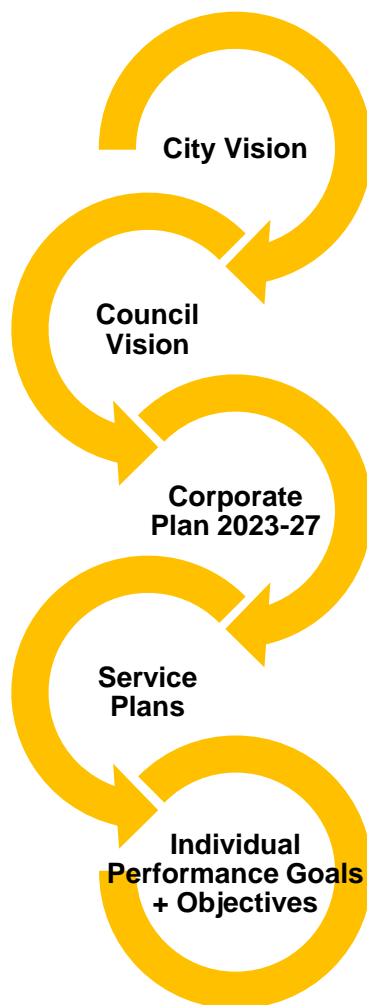 City Vision
Council
Vision
Corporate
Plan 2023-27
Service
Plans
Individual
Performance Goals
+ Objectives